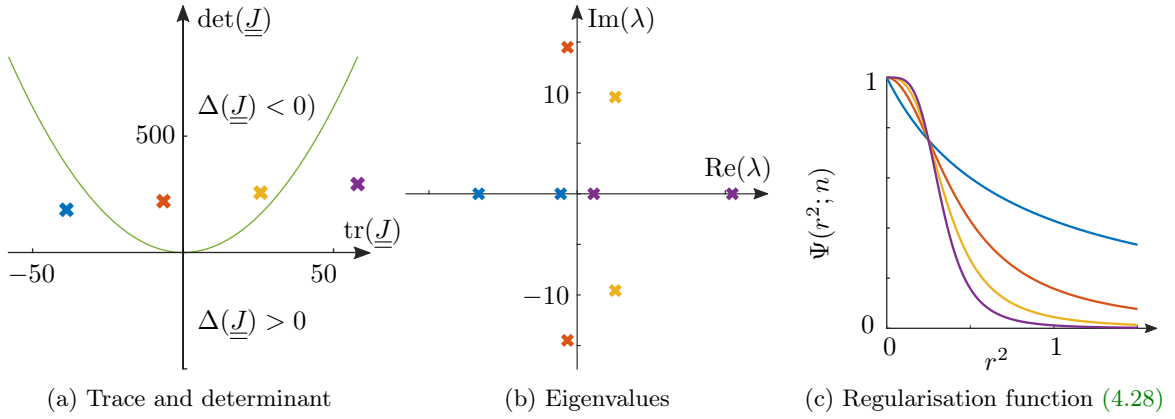 det(J)
Δ(J) < 0)
500
tr(J)
−50
50
Δ(J) > 0
(a) Trace and determinant
Im(λ)
10
Re(λ)
−10
(b) Eigenvalues
1
Ψ(r²; n)
0
0
1
r²
(c) Regularisation function (4.28)